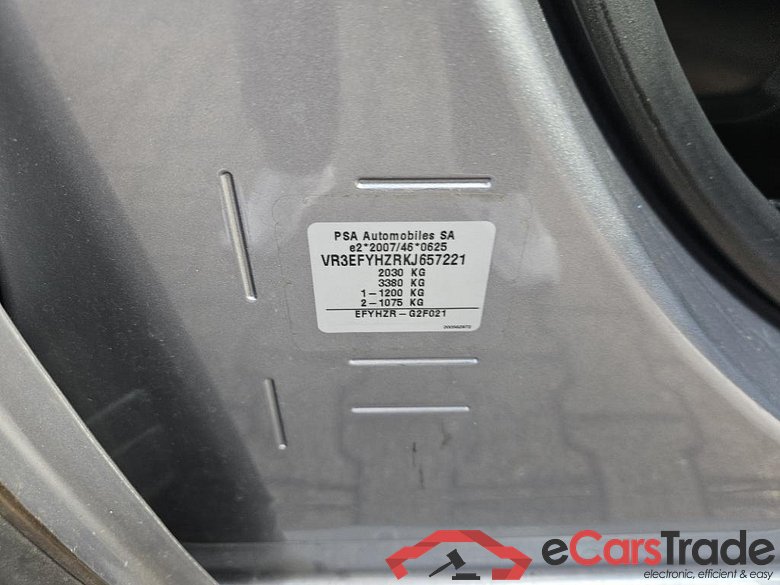 PSA Automobiles SA
e2*2007/46*0625
VR3EFYHZRKJ657221
2030 KG
3380 KG
1-1200 KG
2-1075 KG
EFYHZR-G2F021
eCarsTrade
electronic, efficient & easy